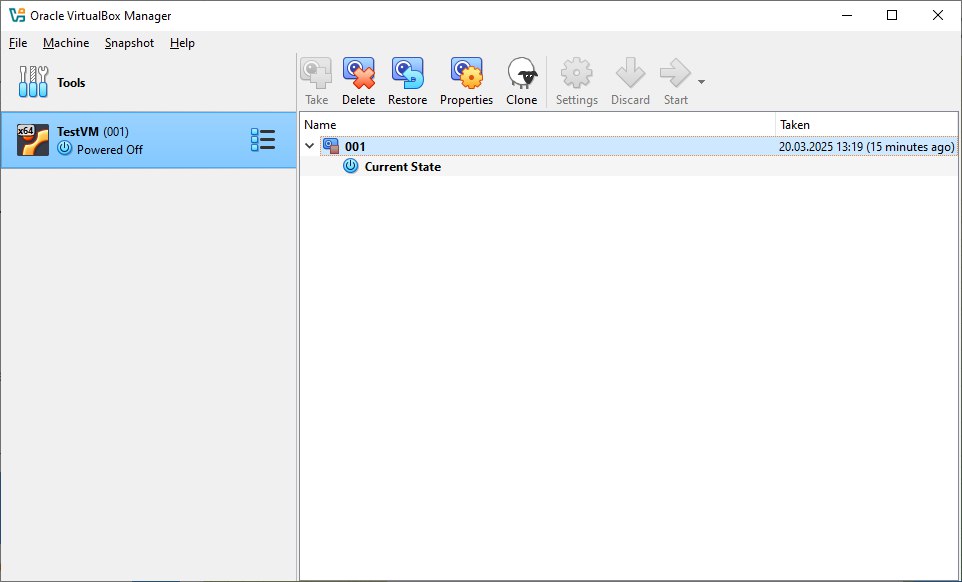 Oracle VirtualBox Manager
File Machine Snapshot Help
Tools
x64
TestVM (001)
Powered Off
Take Delete Restore Properties Clone Settings Discard Start
Name Taken
001 20.03.2025 13:19 (15 minutes ago)
Current State